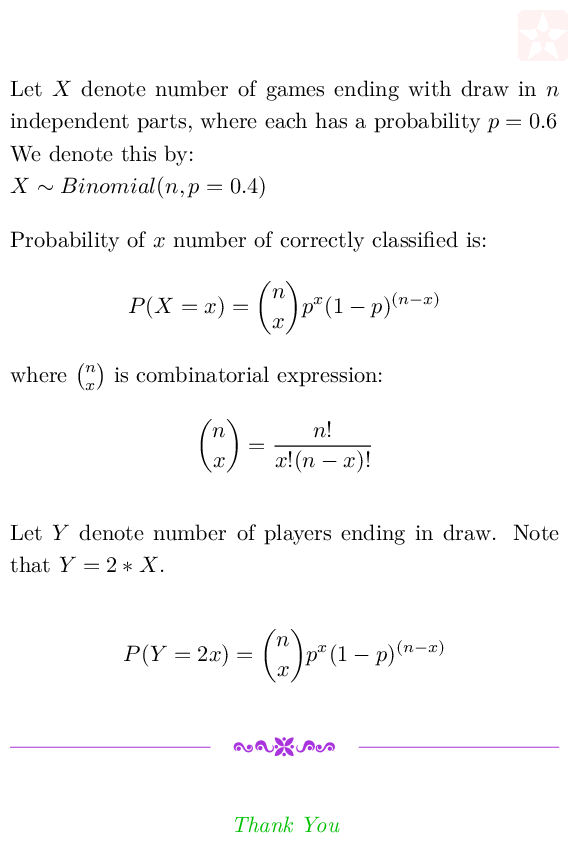 Let X denote number of games ending with draw in n
independent parts, where each has a probability p = 0.6
We denote this by:
X ∼ Binomial(n, p = 0.4)
Probability of x number of correctly classified is:
P(X = x) = \binom{n}{x} p^x (1 − p)^{(n−x)}
where \binom{n}{x} is combinatorial expression:
\binom{n}{x} = \frac{n!}{x!(n − x)!}
Let Y denote number of players ending in draw. Note
that Y = 2 ∗ X.
P(Y = 2x) = \binom{n}{x} p^x (1 − p)^{(n−x)}
Thank You